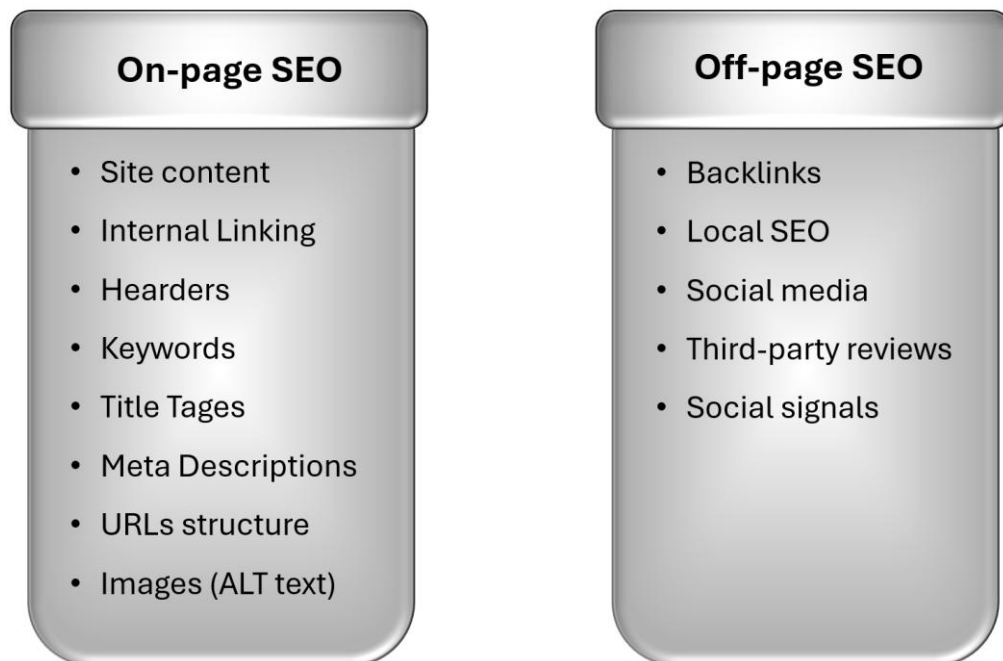 On-page SEO
• Site content
• Internal Linking
• Hearders
• Keywords
• Title Tages
• Meta Descriptions
• URLs structure
• Images (ALT text)
Off-page SEO
• Backlinks
• Local SEO
• Social media
• Third-party reviews
• Social signals